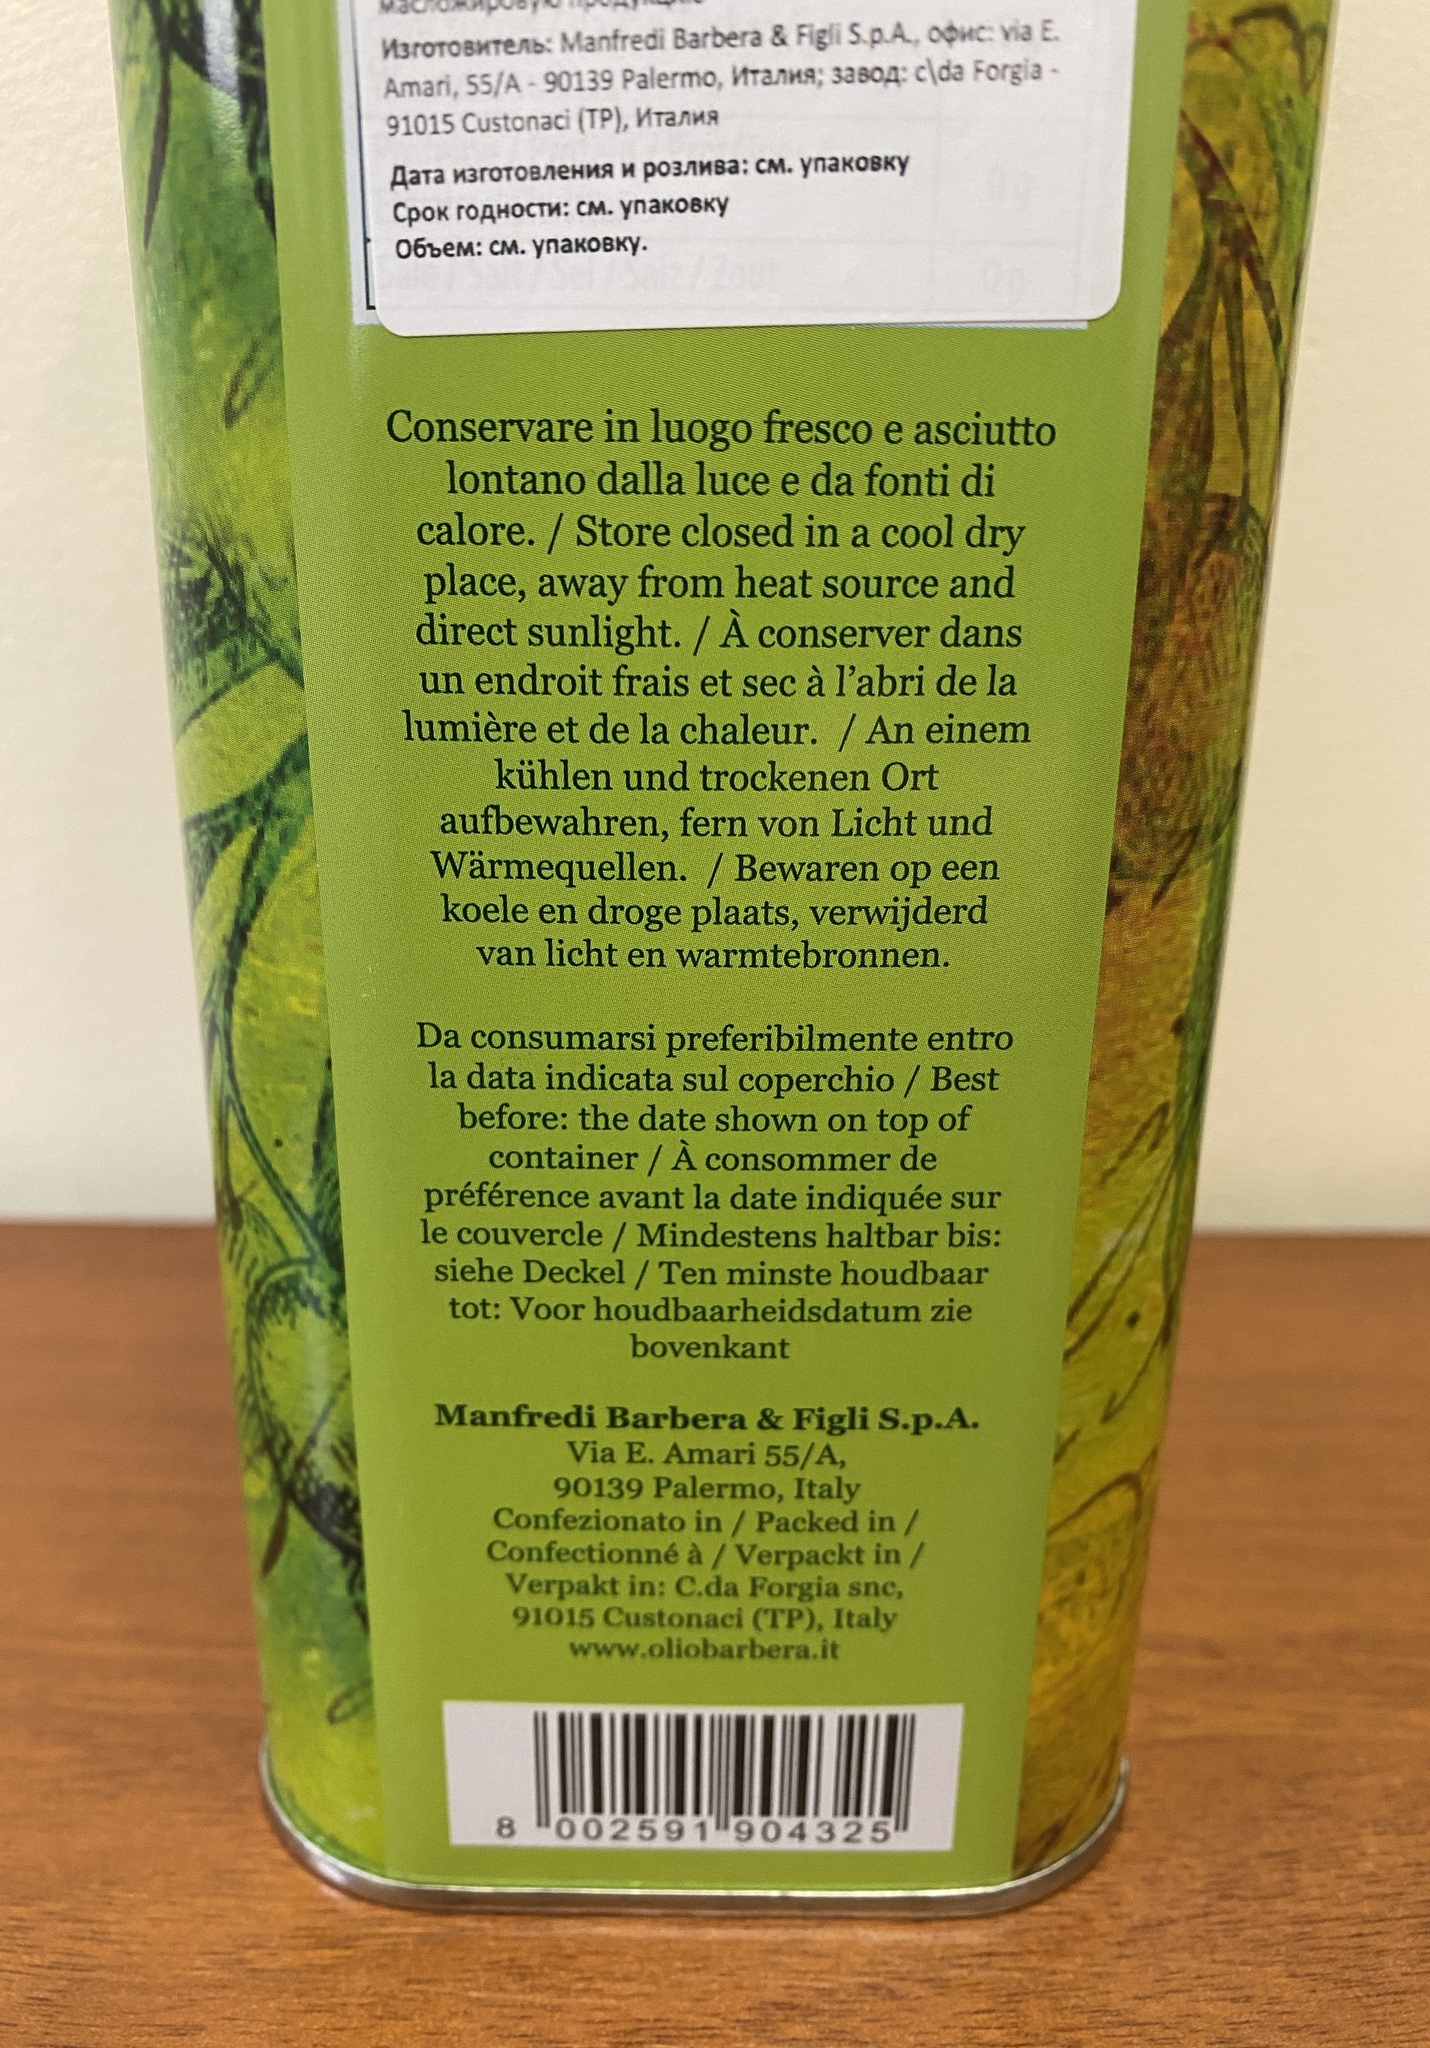 масложировую продукцию
Изготовитель: Manfredi Barbera & Figli S.p.A., офис: via E.
Amari, 55/A - 90139 Palermo, Италия; завод: c\da Forgia -
91015 Custonaci (TP), Италия
Дата изготовления и розлива: см. упаковку
Срок годности: см. упаковку
Объем: см. упаковку.
Sale / Salt / Sel / Salz / Zout 0 g
Conservare in luogo fresco e asciutto
lontano dalla luce e da fonti di
calore. / Store closed in a cool dry
place, away from heat source and
direct sunlight. / À conserver dans
un endroit frais et sec à l'abri de la
lumière et de la chaleur. / An einem
kühlen und trockenen Ort
aufbewahren, fern von Licht und
Wärmequellen. / Bewaren op een
koele en droge plaats, verwijderd
van licht en warmtebronnen.
Da consumarsi preferibilmente entro
la data indicata sul coperchio / Best
before: the date shown on top of
container / À consommer de
préférence avant la date indiquée sur
le couvercle / Mindestens haltbar bis:
siehe Deckel / Ten minste houdbaar
tot: Voor houdbaarheidsdatum zie
bovenkant
Manfredi Barbera & Figli S.p.A.
Via E. Amari 55/A,
90139 Palermo, Italy
Confezionato in / Packed in /
Confectionné à / Verpackt in /
Verpakt in: C.da Forgia snc,
91015 Custonaci (TP), Italy
www.oliobarbera.it
8 002591 904325